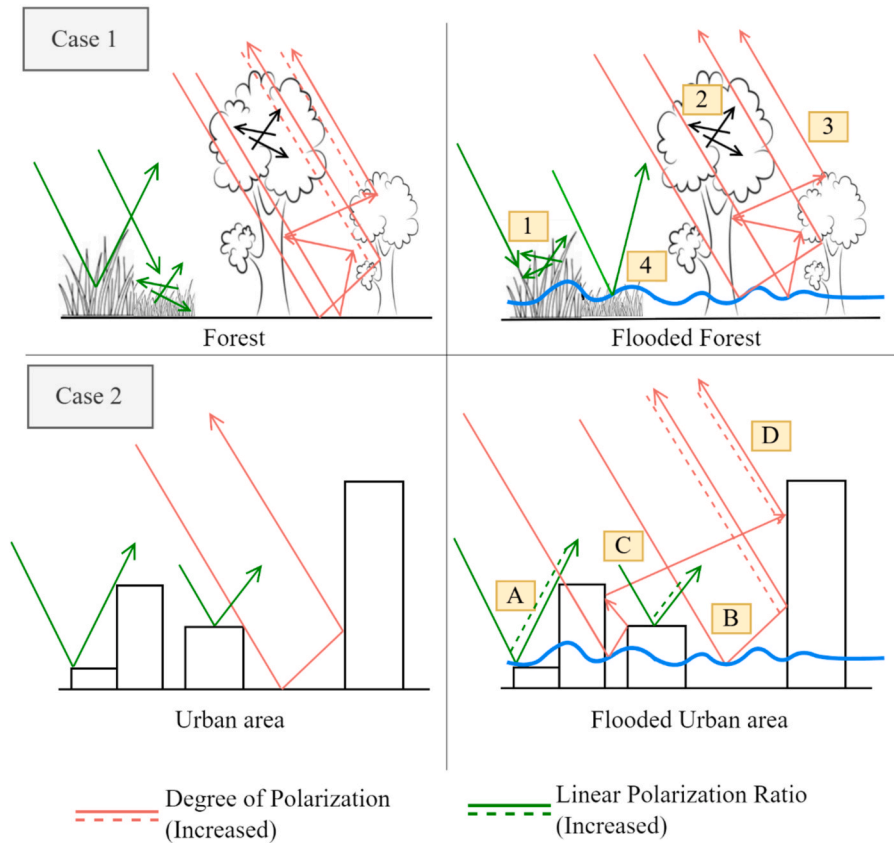 Case 1
1
2
3
4
Forest
Flooded Forest
Case 2
A
B
C
D
Urban area
Flooded Urban area
Degree of Polarization
(Increased)
Linear Polarization Ratio
(Increased)